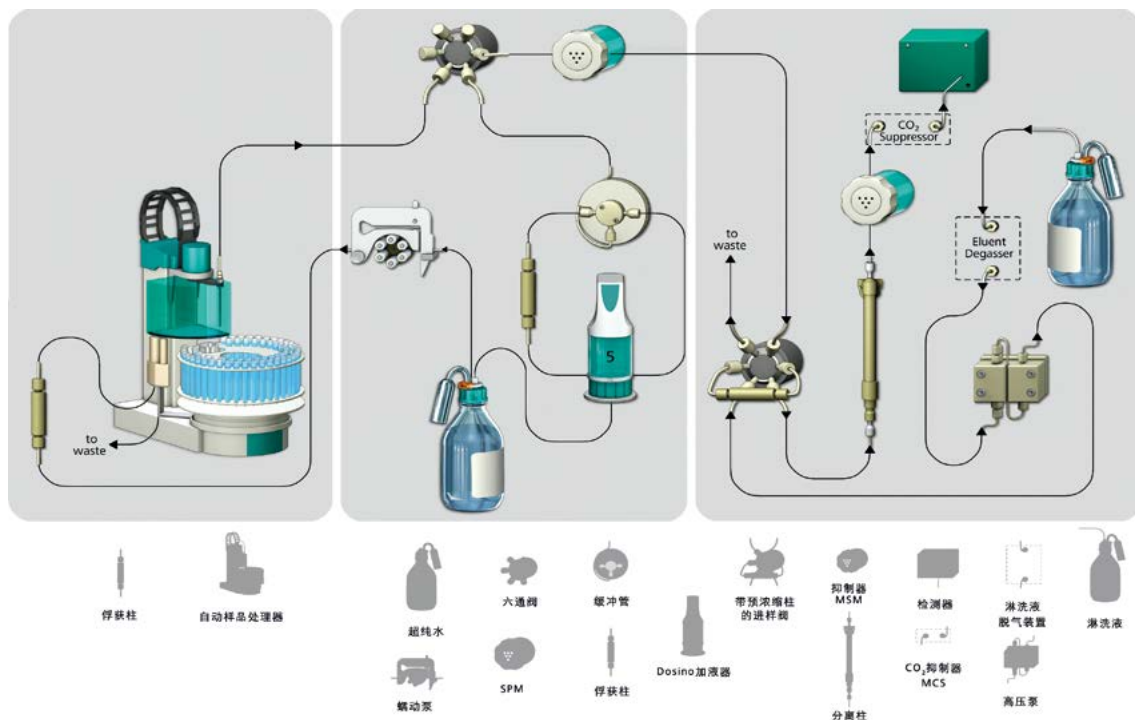 CO₂
Suppressor
Eluent
Degasser
to
waste
5
to
waste
俘获柱
自动样品处理器
超纯水
六通阀
缓冲管
蠕动泵
SPM
俘获柱
Dosino加液器
带预浓缩柱
的进样阀
抑制器
MSM
检测器
淋洗液
脱气装置
淋洗液
CO₂抑制器
MCS
高压泵
分离柱